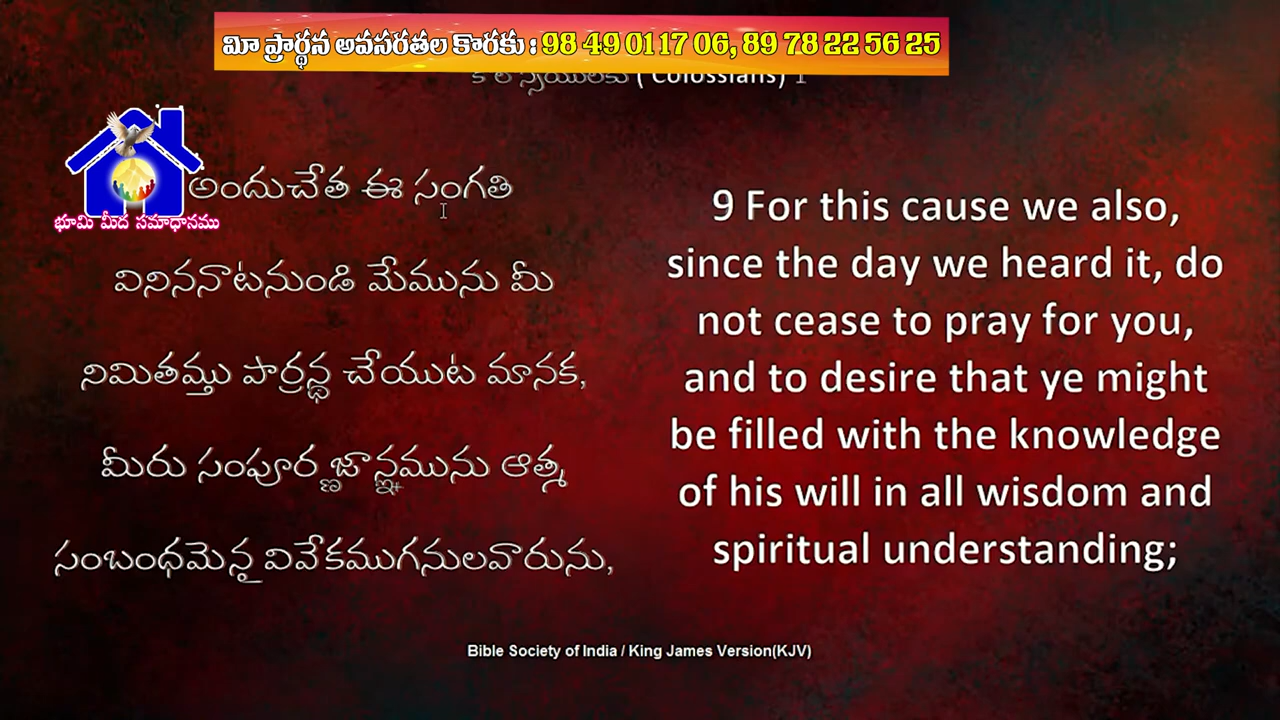 మీ ప్రార్థన అవసరతల కొరకు : 98 49 01 17 06, 89 78 22 56 25
( Colossians) 1
భూమి మీద సమాధానము
అందుచేత ఈ సంగతి
వినిననాటనుండి మేమును మీ
నిమితమ్తు పార్రన్థ చేయుట మానక,
మీరు సంపూర ్ణజ్ఞానమును ఆత్మ
సంబంధమైన వివేకముగనులవారును,
9 For this cause we also,
since the day we heard it, do
not cease to pray for you,
and to desire that ye might
be filled with the knowledge
of his will in all wisdom and
spiritual understanding;
Bible Society of India / King James Version(KJV)